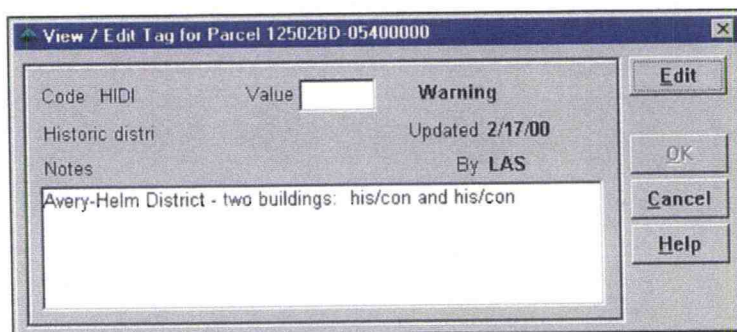 View / Edit Tag for Parcel 12502BD-05400000
Code HIDI Value Warning Edit
Historic distri Updated 2/17/00
OK
Notes By LAS
Avery-Helm District - two buildings: his/con and his/con
Cancel
Help